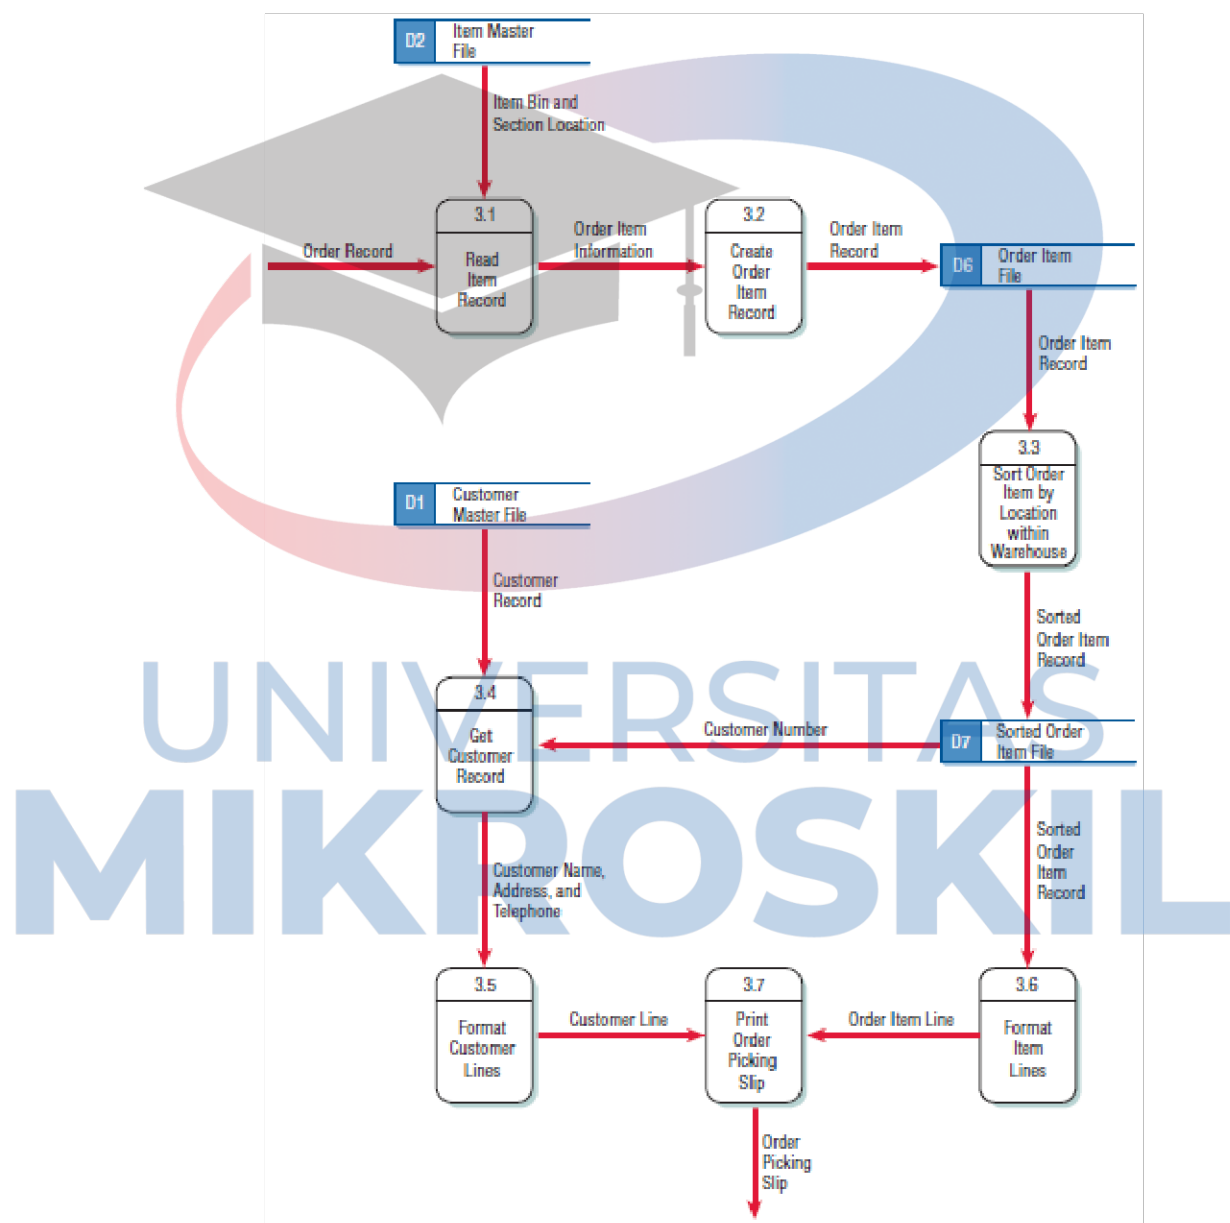 D2
Item Master
File
Item Bin and
Section Location
3.1
Read
Item
Record
Order Record
Order Item
Information
3.2
Create
Order
Item
Record
Order Item
Record
D6
Order Item
File
Order Item
Record
3.3
Sort Order
Item by
Location
within
Warehouse
D1
Customer
Master File
Customer
Record
Sorted
Order Item
Record
UNIVERSITAS
MIKROSKIL
3.4
Get
Customer
Record
Customer Number
D7
Sorted Order
Item File
Customer Name,
Address, and
Telephone
Sorted
Order
Item
Record
3.5
Format
Customer
Lines
Customer Line
3.7
Print
Order
Picking
Slip
Order Item Line
3.6
Format
Item
Lines
Order
Picking
Slip